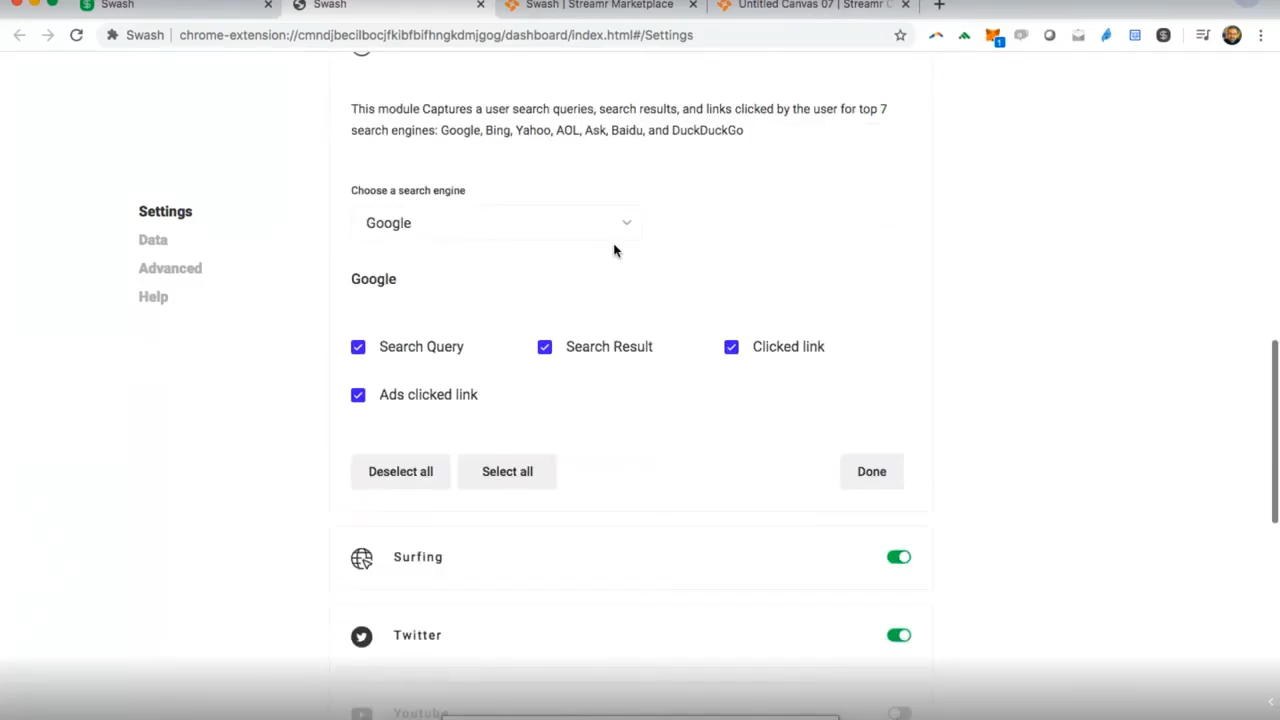 Swash
Swash
Swash | Streamr Marketplace
Untitled Canvas 07 | Streamr C
Swash | chrome-extension://cmndjbecilbocjfkibfbifhngkdmjgog/dashboard/index.html#/Settings
1
This module Captures a user search queries, search results, and links clicked by the user for top 7
search engines: Google, Bing, Yahoo, AOL, Ask, Baidu, and DuckDuckGo
Choose a search engine
Settings
Google
Data
Advanced
Google
Help
Search Query
Search Result
Clicked link
Ads clicked link
Deselect all
Select all
Done
Surfing
Twitter
Youtube